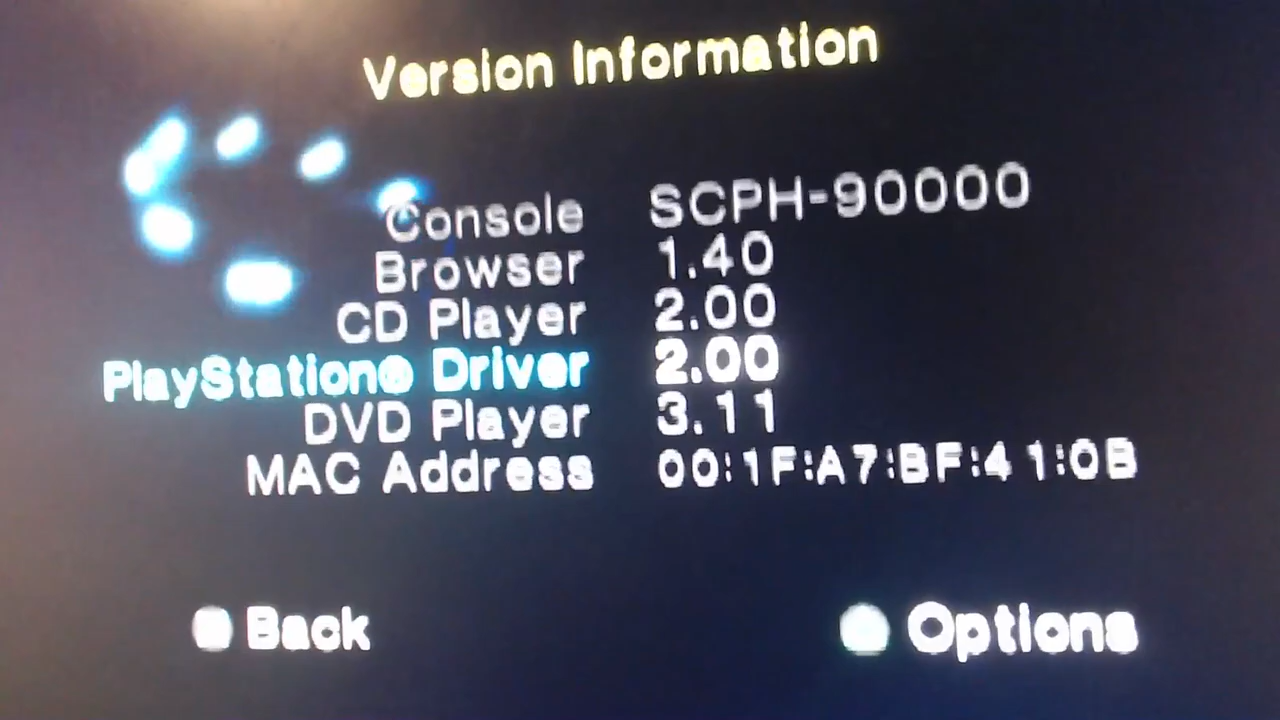 Version Information
Console SCPH-90000
Browser 1.40
CD Player 2.00
PlayStation® Driver 2.00
DVD Player 3.11
MAC Address 00:1F:A7:BF:41:0B
Back Options